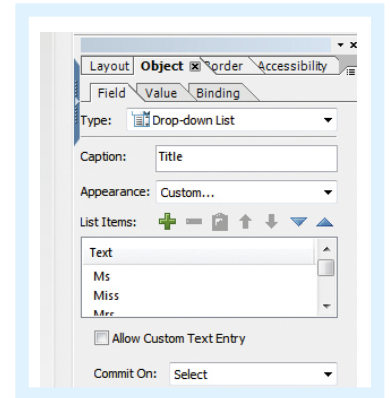 Layout Object Border Accessibility
Field Value Binding
Type: Drop-down List
Caption: Title
Appearance: Custom...
List Items:
Text
Ms
Miss
Mrs
Allow Custom Text Entry
Commit On: Select